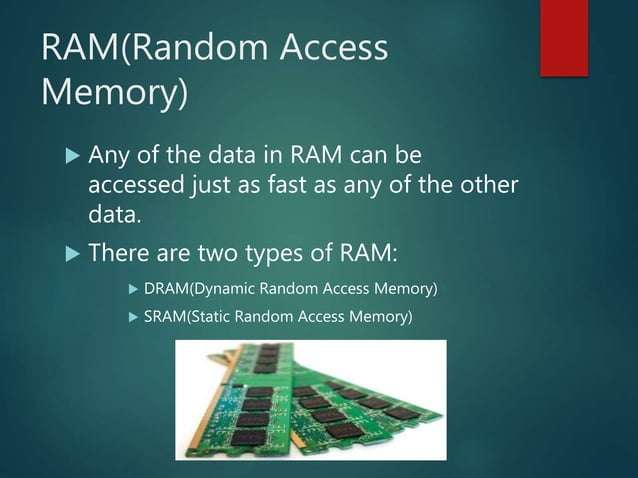 RAM(Random Access
Memory)
Any of the data in RAM can be
accessed just as fast as any of the other
data.
There are two types of RAM:
DRAM(Dynamic Random Access Memory)
SRAM(Static Random Access Memory)